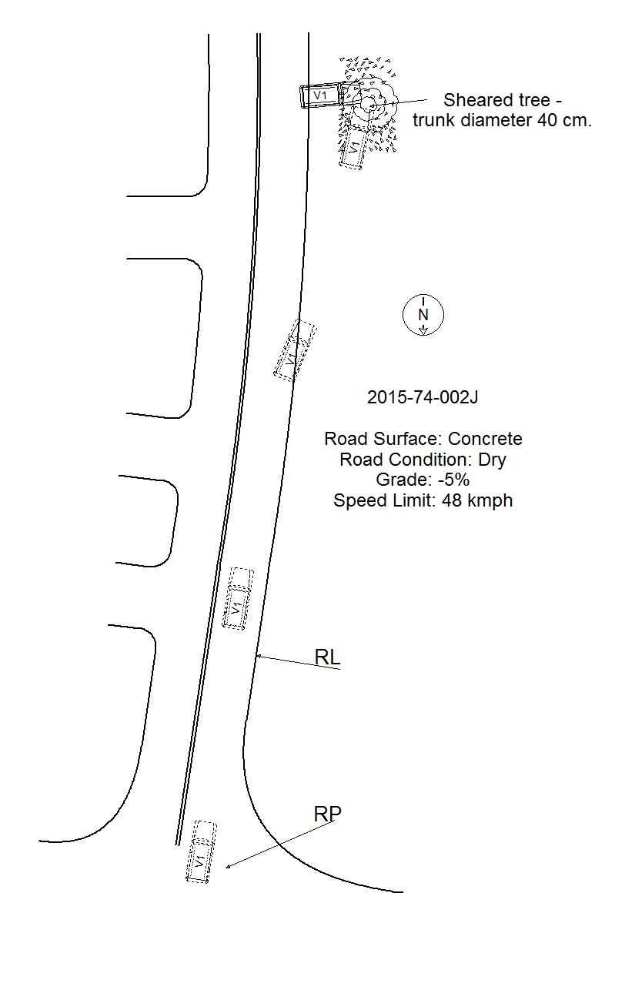 V1
Sheared tree -
trunk diameter 40 cm.
V1
N
V1
2015-74-002J
Road Surface: Concrete
Road Condition: Dry
Grade: -5%
Speed Limit: 48 kmph
V1
RL
RP
V1